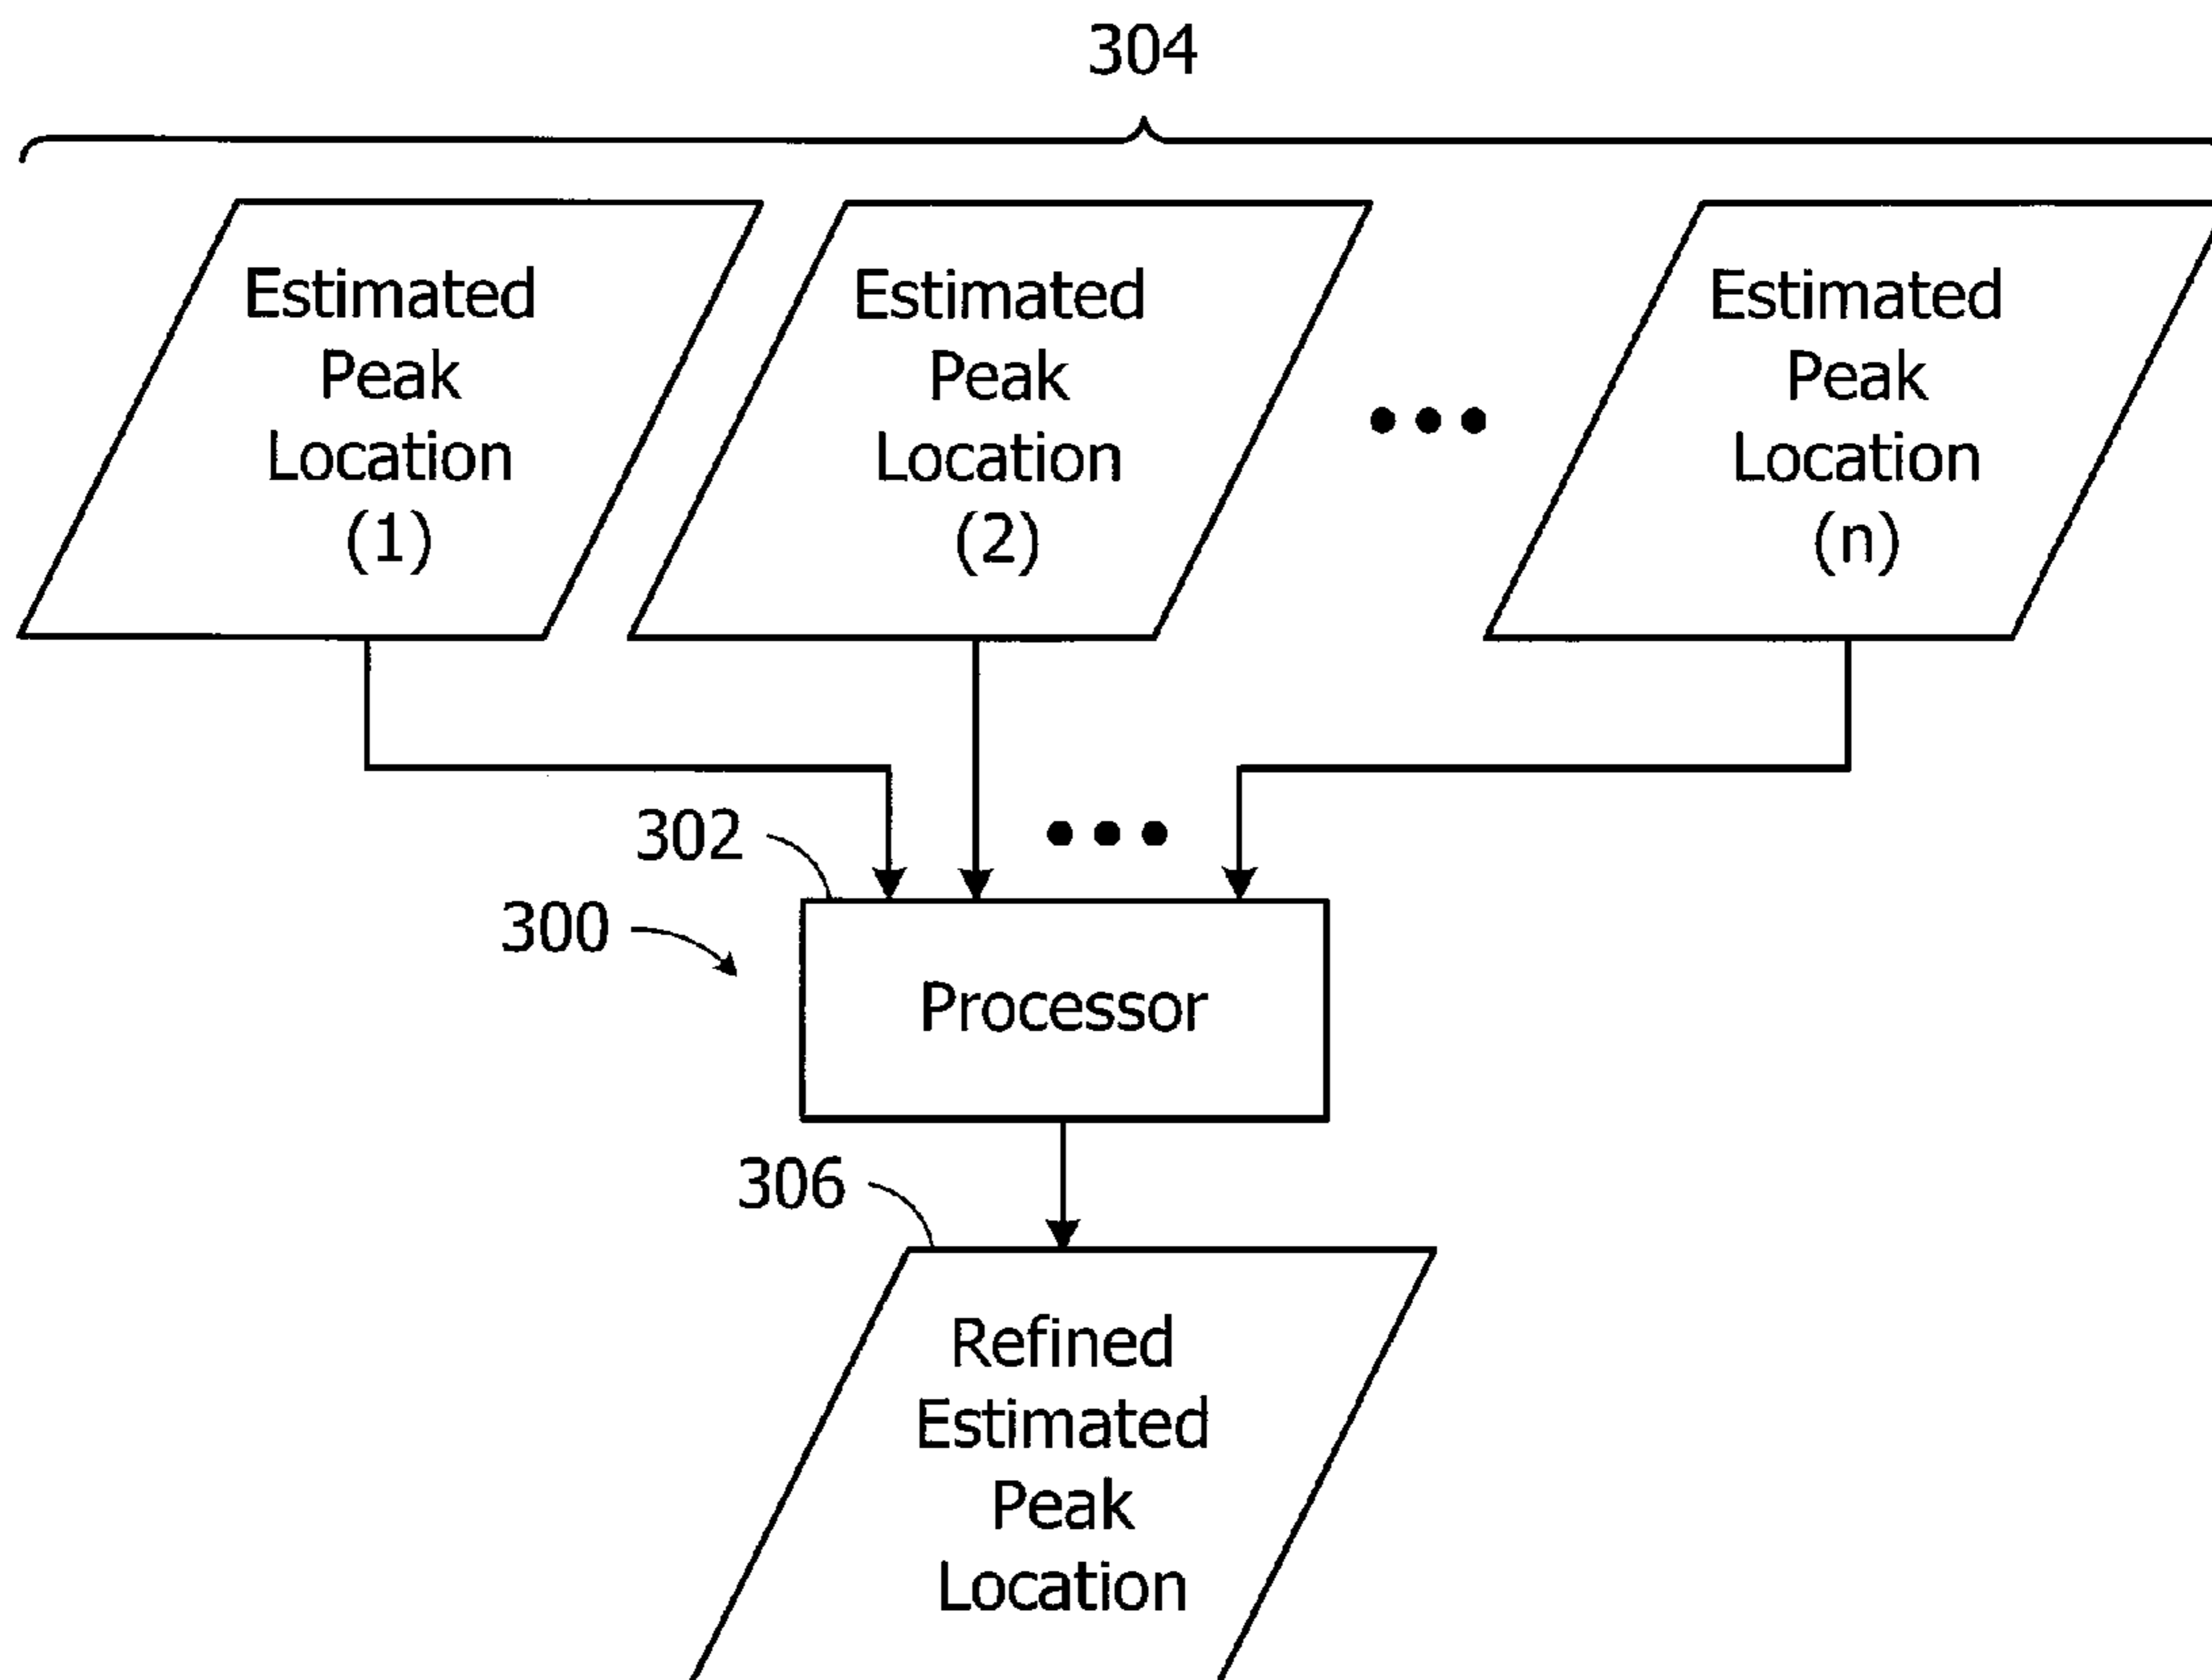 304
Estimated
Peak
Location
(1)
Estimated
Peak
Location
(2)
Estimated
Peak
Location
(n)
302
300
Processor
306
Refined
Estimated
Peak
Location